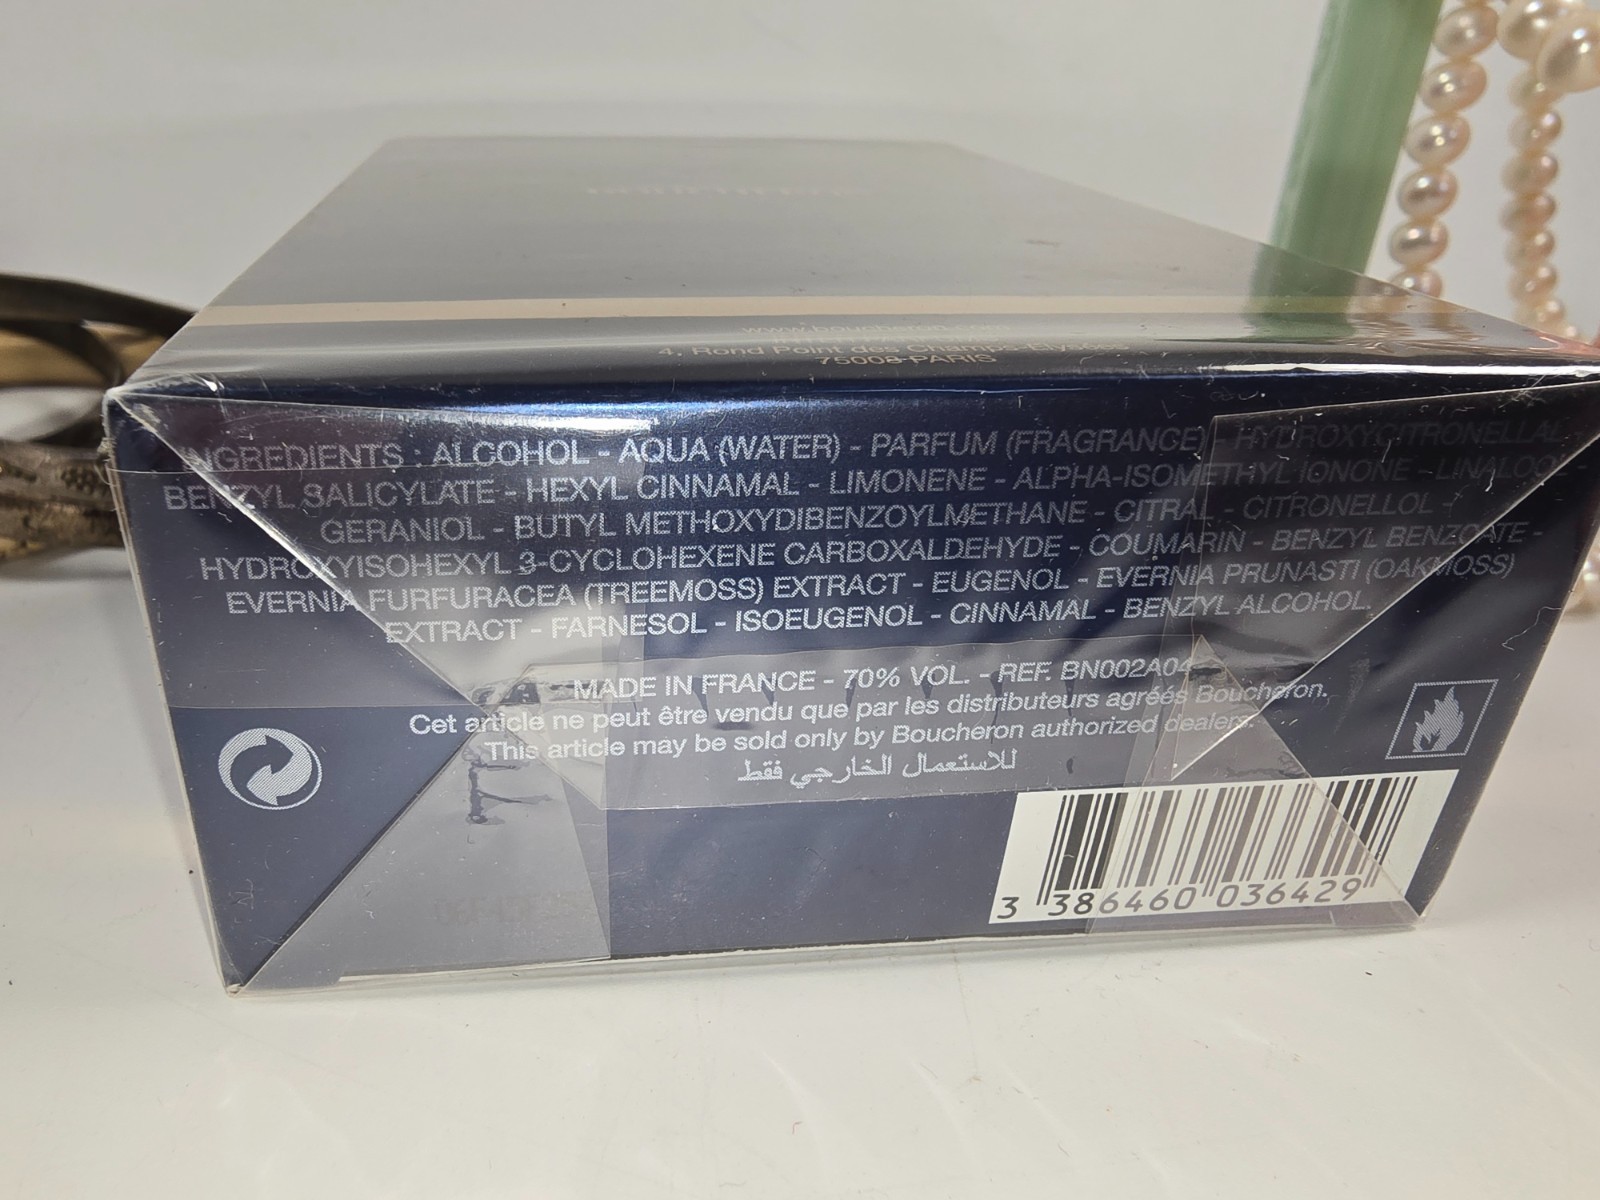 www.boucheron.com
4, Rond Point des Champs-Elysées
75008 PARIS
INGREDIENTS : ALCOHOL - AQUA (WATER) - PARFUM (FRAGRANCE) - HYDROXYCITRONELLAL -
BENZYL SALICYLATE - HEXYL CINNAMAL - LIMONENE - ALPHA-ISOMETHYL IONONE - LINALOOL -
GERANIOL - BUTYL METHOXYDIBENZOYLMETHANE - CITRAL - CITRONELLOL -
HYDROXYISOHEXYL 3-CYCLOHEXENE CARBOXALDEHYDE - COUMARIN - BENZYL BENZOATE -
EVERNIA FURFURACEA (TREEMOSS) EXTRACT - EUGENOL - EVERNIA PRUNASTI (OAKMOSS)
EXTRACT - FARNESOL - ISOEUGENOL - CINNAMAL - BENZYL ALCOHOL.
MADE IN FRANCE - 70% VOL. - REF. BN002A04
Cet article ne peut être vendu que par les distributeurs agréés Boucheron.
This article may be sold only by Boucheron authorized dealers.
للاستعمال الخارجي فقط
3 386460 036429